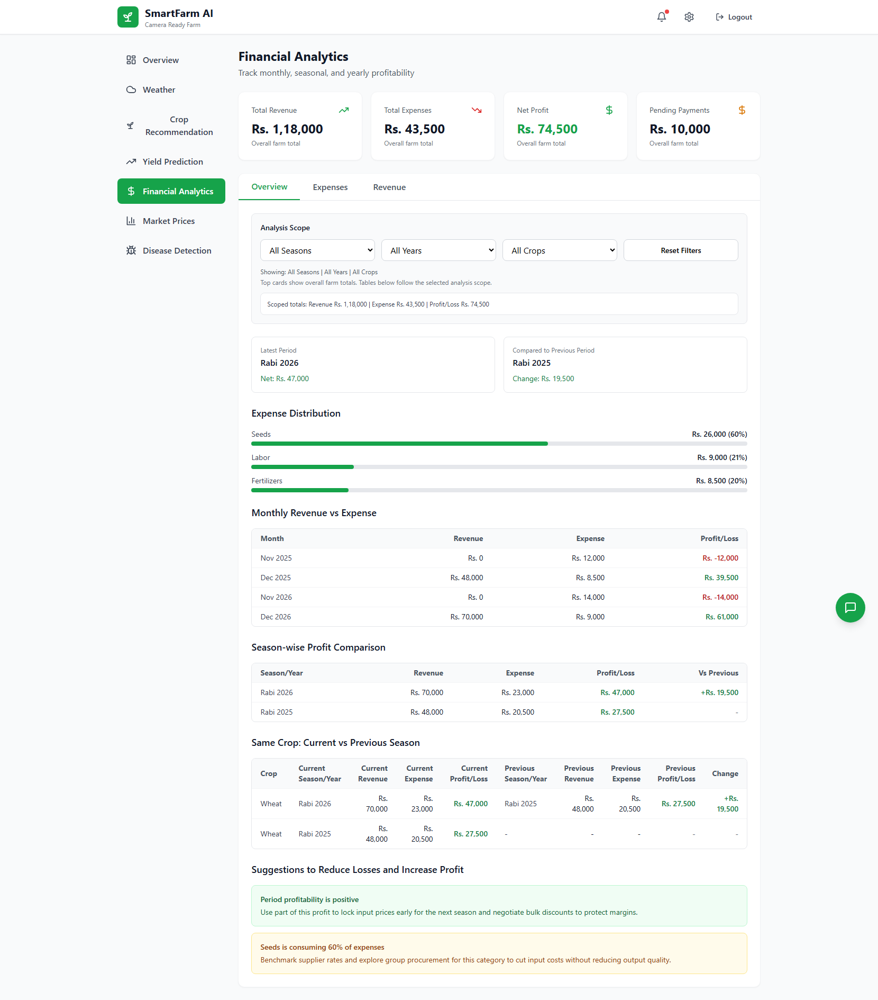 SmartFarm AI
Camera Ready Farm
Logout
Overview
Weather
Crop
Recommendation
Yield Prediction
Financial Analytics
Market Prices
Disease Detection
Financial Analytics
Track monthly, seasonal, and yearly profitability
Total Revenue
Rs. 1,18,000
Overall farm total
Total Expenses
Rs. 43,500
Overall farm total
Net Profit
Rs. 74,500
Overall farm total
Pending Payments
Rs. 10,000
Overall farm total
Overview Expenses Revenue
Analysis Scope
All Seasons All Years All Crops Reset Filters
Showing: All Seasons | All Years | All Crops
Top cards show overall farm totals. Tables below follow the selected analysis scope.
Scoped totals: Revenue Rs. 1,18,000 | Expense Rs. 43,500 | Profit/Loss Rs. 74,500
Latest Period
Rabi 2026
Net: Rs. 47,000
Compared to Previous Period
Rabi 2025
Change: Rs. 19,500
Expense Distribution
Seeds Rs. 26,000 (60%)
Labor Rs. 9,000 (21%)
Fertilizers Rs. 8,500 (20%)
Monthly Revenue vs Expense
Month Revenue Expense Profit/Loss
Nov 2025 Rs. 0 Rs. 12,000 Rs. -12,000
Dec 2025 Rs. 48,000 Rs. 8,500 Rs. 39,500
Nov 2026 Rs. 0 Rs. 14,000 Rs. -14,000
Dec 2026 Rs. 70,000 Rs. 9,000 Rs. 61,000
Season-wise Profit Comparison
Season/Year Revenue Expense Profit/Loss Vs Previous
Rabi 2026 Rs. 70,000 Rs. 23,000 Rs. 47,000 +Rs. 19,500
Rabi 2025 Rs. 48,000 Rs. 20,500 Rs. 27,500 -
Same Crop: Current vs Previous Season
Crop Current Season/Year Current Revenue Current Expense Current Profit/Loss Previous Season/Year Previous Revenue Previous Expense Previous Profit/Loss Change
Wheat Rabi 2026 Rs. 70,000 Rs. 23,000 Rs. 47,000 Rabi 2025 Rs. 48,000 Rs. 20,500 Rs. 27,500 +Rs. 19,500
Wheat Rabi 2025 Rs. 48,000 Rs. 20,500 Rs. 27,500 - - - - -
Suggestions to Reduce Losses and Increase Profit
Period profitability is positive
Use part of this profit to lock input prices early for the next season and negotiate bulk discounts to protect margins.
Seeds is consuming 60% of expenses
Benchmark supplier rates and explore group procurement for this category to cut input costs without reducing output quality.